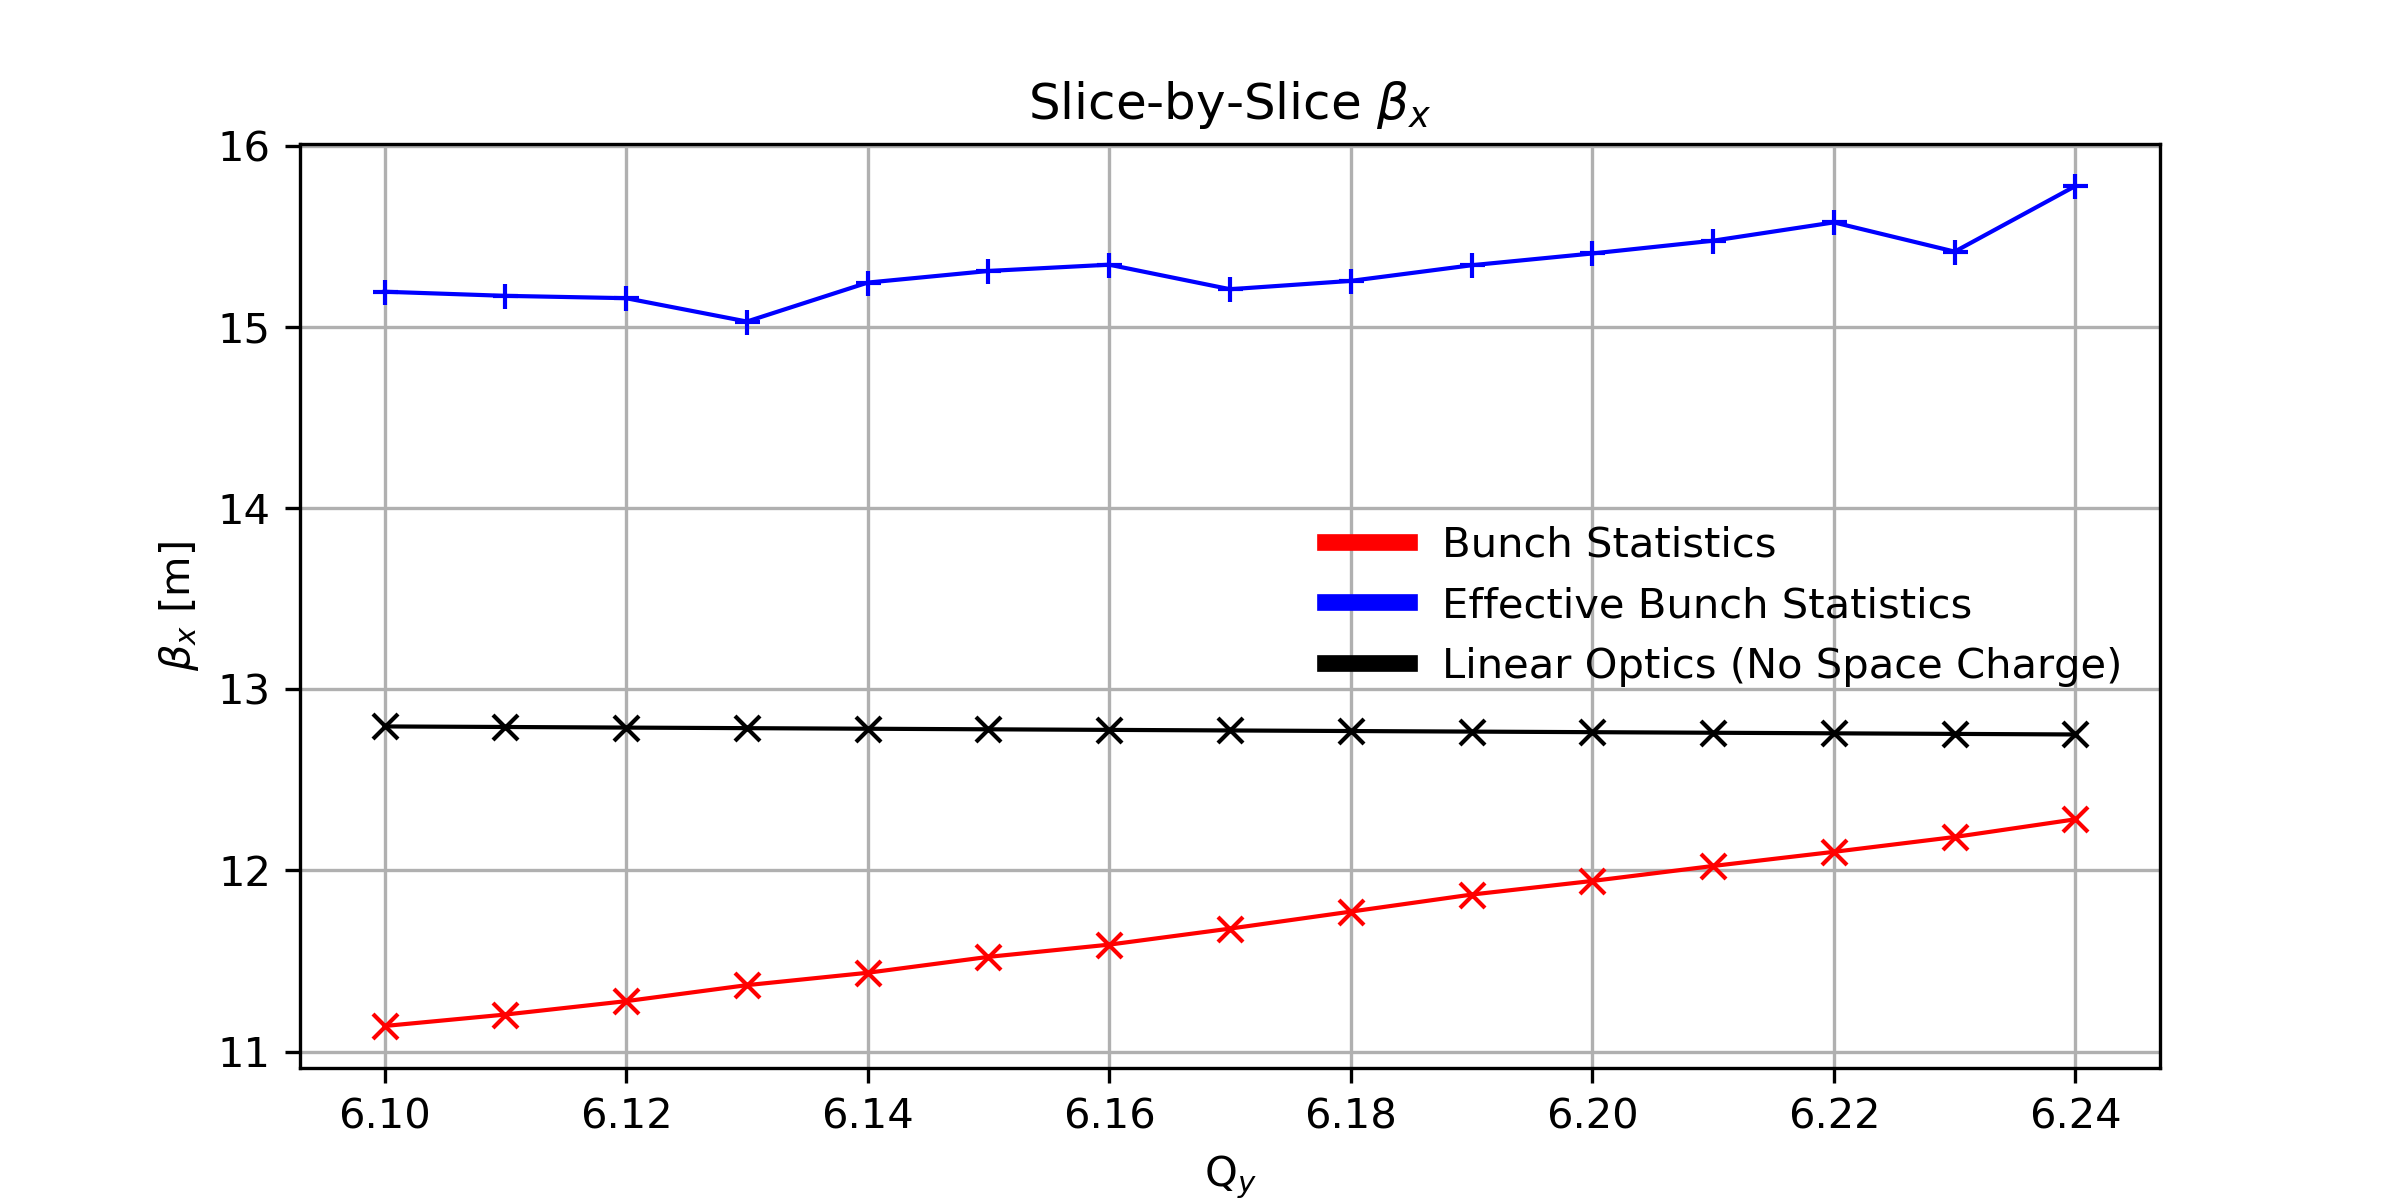 Slice-by-Slice βx
16
15
14
13
12
11
βx [m]
Bunch Statistics
Effective Bunch Statistics
Linear Optics (No Space Charge)
6.10 6.12 6.14 6.16 6.18 6.20 6.22 6.24
Qy